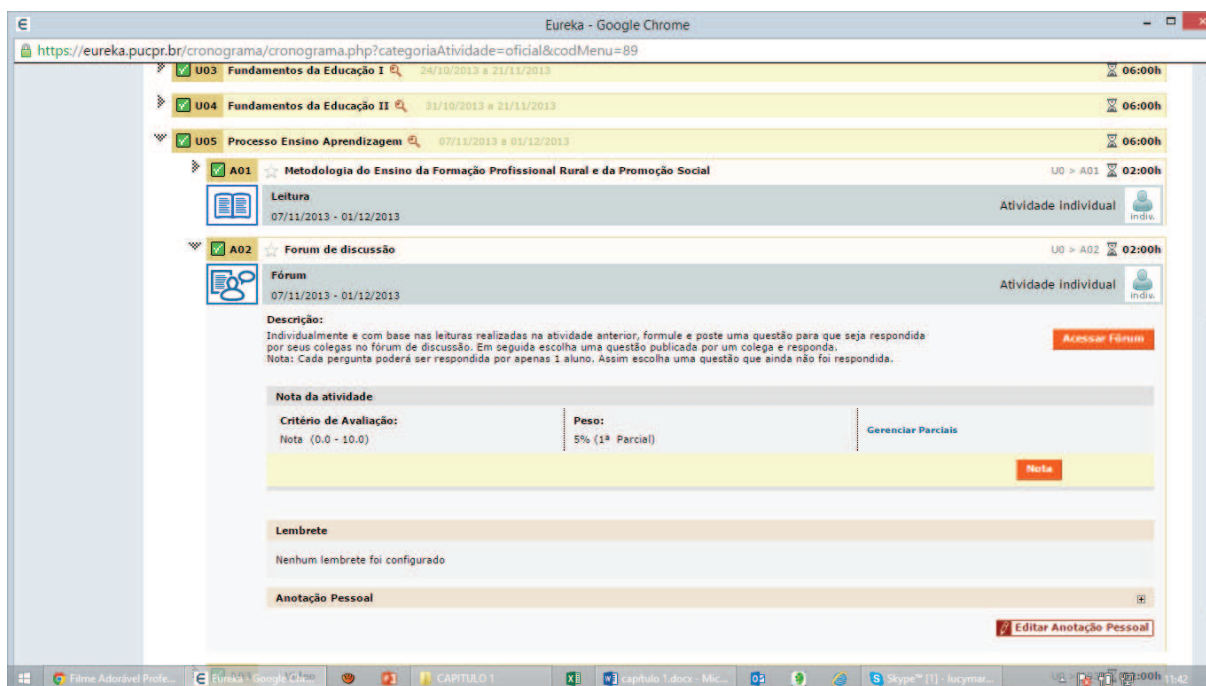 Eureka - Google Chrome
https://eureka.pucpr.br/cronograma/cronograma.php?categoriaAtividade=oficial&codMenu=89
U03 Fundamentos da Educação I 24/10/2013 a 21/11/2013 06:00h
U04 Fundamentos da Educação II 31/10/2013 a 21/11/2013 06:00h
U05 Processo Ensino Aprendizagem 07/11/2013 a 01/12/2013 06:00h
A01 Metodologia do Ensino da Formação Profissional Rural e da Promoção Social U0 > A01 02:00h
Leitura
07/11/2013 - 01/12/2013 Atividade individual indiv.
A02 Forum de discussão U0 > A02 02:00h
Fórum
07/11/2013 - 01/12/2013 Atividade individual indiv.
Descrição:
Individualmente e com base nas leituras realizadas na atividade anterior, formule e poste uma questão para que seja respondida
por seus colegas no fórum de discussão. Em seguida escolha uma questão publicada por um colega e responda.
Nota: Cada pergunta poderá ser respondida por apenas 1 aluno. Assim escolha uma questão que ainda não foi respondida.
Acessar Fórum
Nota da atividade
Critério de Avaliação: Peso:
Nota (0.0 - 10.0) 5% (1ª Parcial) Gerenciar Parciais
Nota
Lembrete
Nenhum lembrete foi configurado
Anotação Pessoal
Editar Anotação Pessoal
Filme Adorável Profe... Eureka - Google Chr... CAPITULO 1 capítulo 1.docx - Mic... Skype™ [1] - lucymar... 11:42